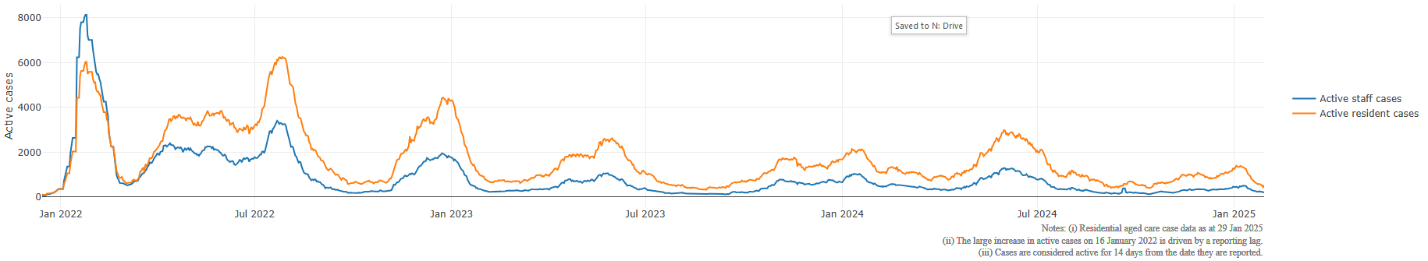 Active cases
8000
6000
4000
2000
0
Jan 2022
Jul 2022
Jan 2023
Jul 2023
Jan 2024
Jul 2024
Jan 2025
Saved to N: Drive
Active staff cases
Active resident cases
Notes: (i) Residential aged care case data as at 29 Jan 2025
(ii) The large increase in active cases on 16 January 2022 is driven by a reporting lag.
(iii) Cases are considered active for 14 days from the date they are reported.